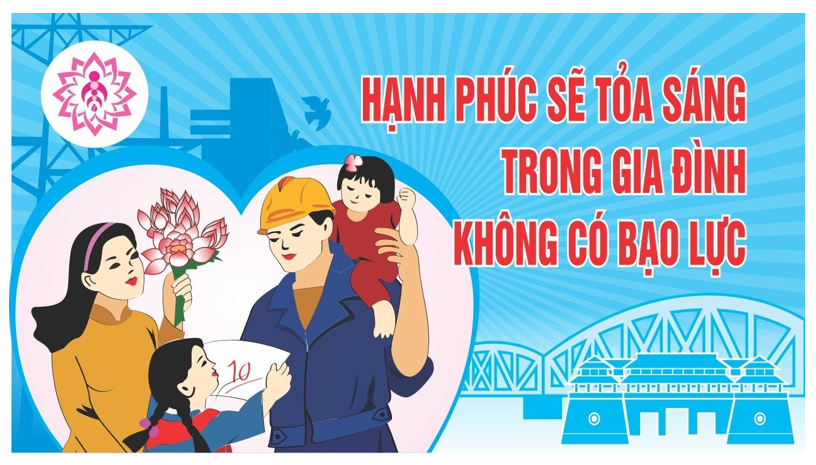 HẠNH PHÚC SẼ TỎA SÁNG
TRONG GIA ĐÌNH
KHÔNG CÓ BẠO LỰC
10